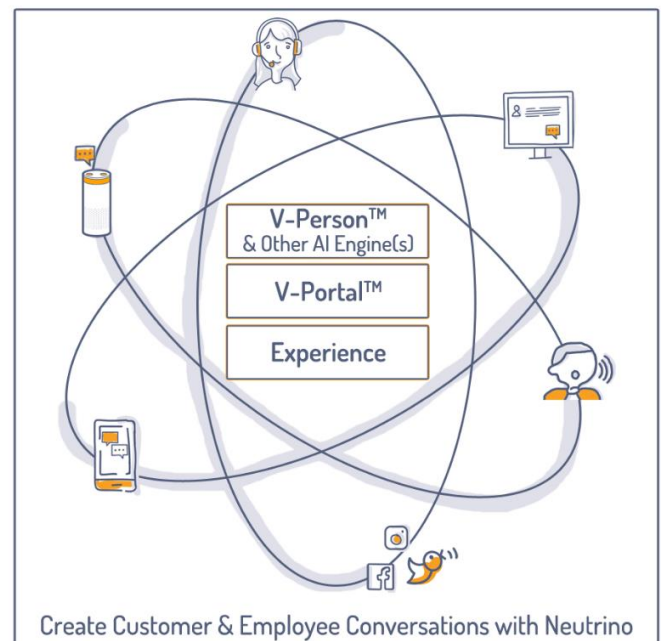 V-Person™
& Other AI Engine(s)
V-Portal™
Experience
Create Customer & Employee Conversations with Neutrino